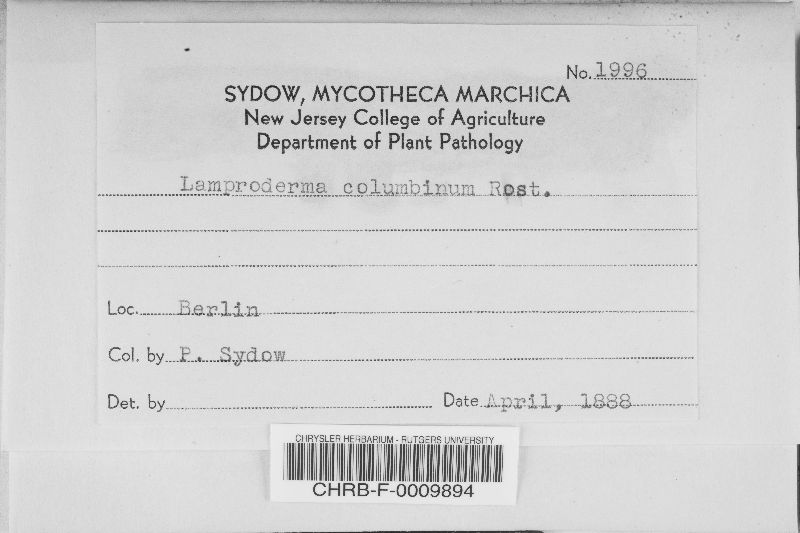 No. 1996
SYDOW, MYCOTHECA MARCHICA
New Jersey College of Agriculture
Department of Plant Pathology
Lamproderma columbinum Rost.
Loc. Berlin
Col. by P. Sydow
Det. by
Date April, 1888
CHRYSLER HERBARIUM - RUTGERS UNIVERSITY
CHRB-F-0009894